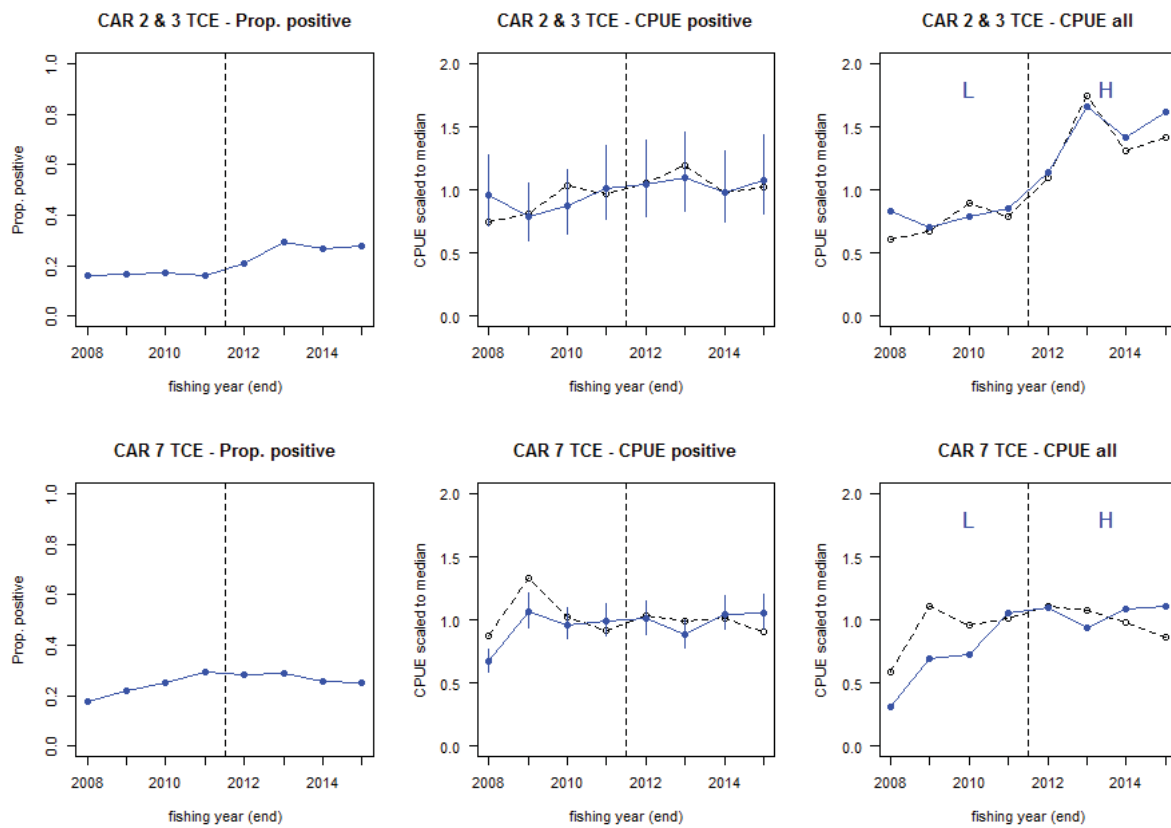 CAR 2 & 3 TCE - Prop. positive
Prop. positive
1.0
0.8
0.6
0.4
0.2
0.0
2008 2010 2012 2014
fishing year (end)
CAR 2 & 3 TCE - CPUE positive
CPUE scaled to median
2.0
1.5
1.0
0.5
0.0
2008 2010 2012 2014
fishing year (end)
CAR 2 & 3 TCE - CPUE all
CPUE scaled to median
2.0
1.5
1.0
0.5
0.0
L H
2008 2010 2012 2014
fishing year (end)
CAR 7 TCE - Prop. positive
Prop. positive
1.0
0.8
0.6
0.4
0.2
0.0
2008 2010 2012 2014
fishing year (end)
CAR 7 TCE - CPUE positive
CPUE scaled to median
2.0
1.5
1.0
0.5
0.0
2008 2010 2012 2014
fishing year (end)
CAR 7 TCE - CPUE all
CPUE scaled to median
2.0
1.5
1.0
0.5
0.0
L H
2008 2010 2012 2014
fishing year (end)